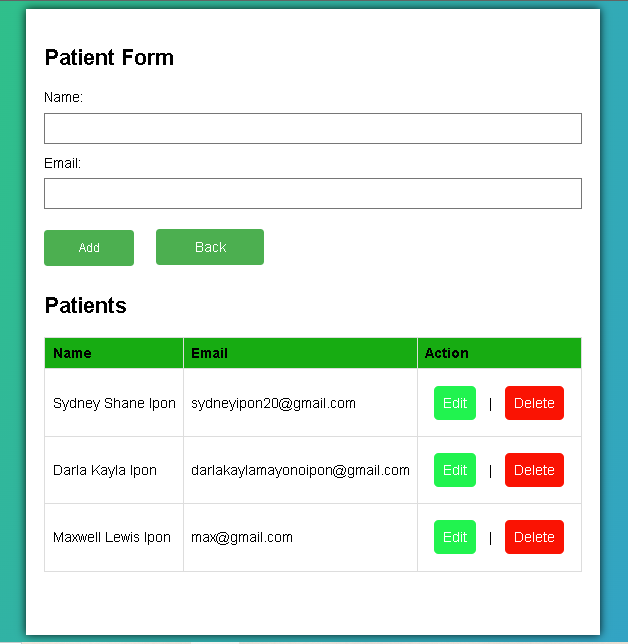 Patient Form
Name:
Email:
Add Back
Patients
Name Email Action
Sydney Shane Ipon sydneyipon20@gmail.com Edit | Delete
Darla Kayla Ipon darlakaylamayonoipon@gmail.com Edit | Delete
Maxwell Lewis Ipon max@gmail.com Edit | Delete